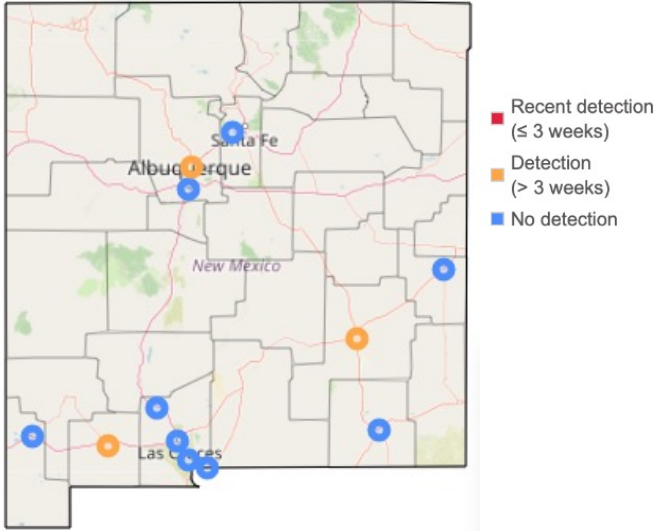 Santa Fe
Albuquerque
New Mexico
Las Cruces
Recent detection
(≤ 3 weeks)
Detection
(> 3 weeks)
No detection